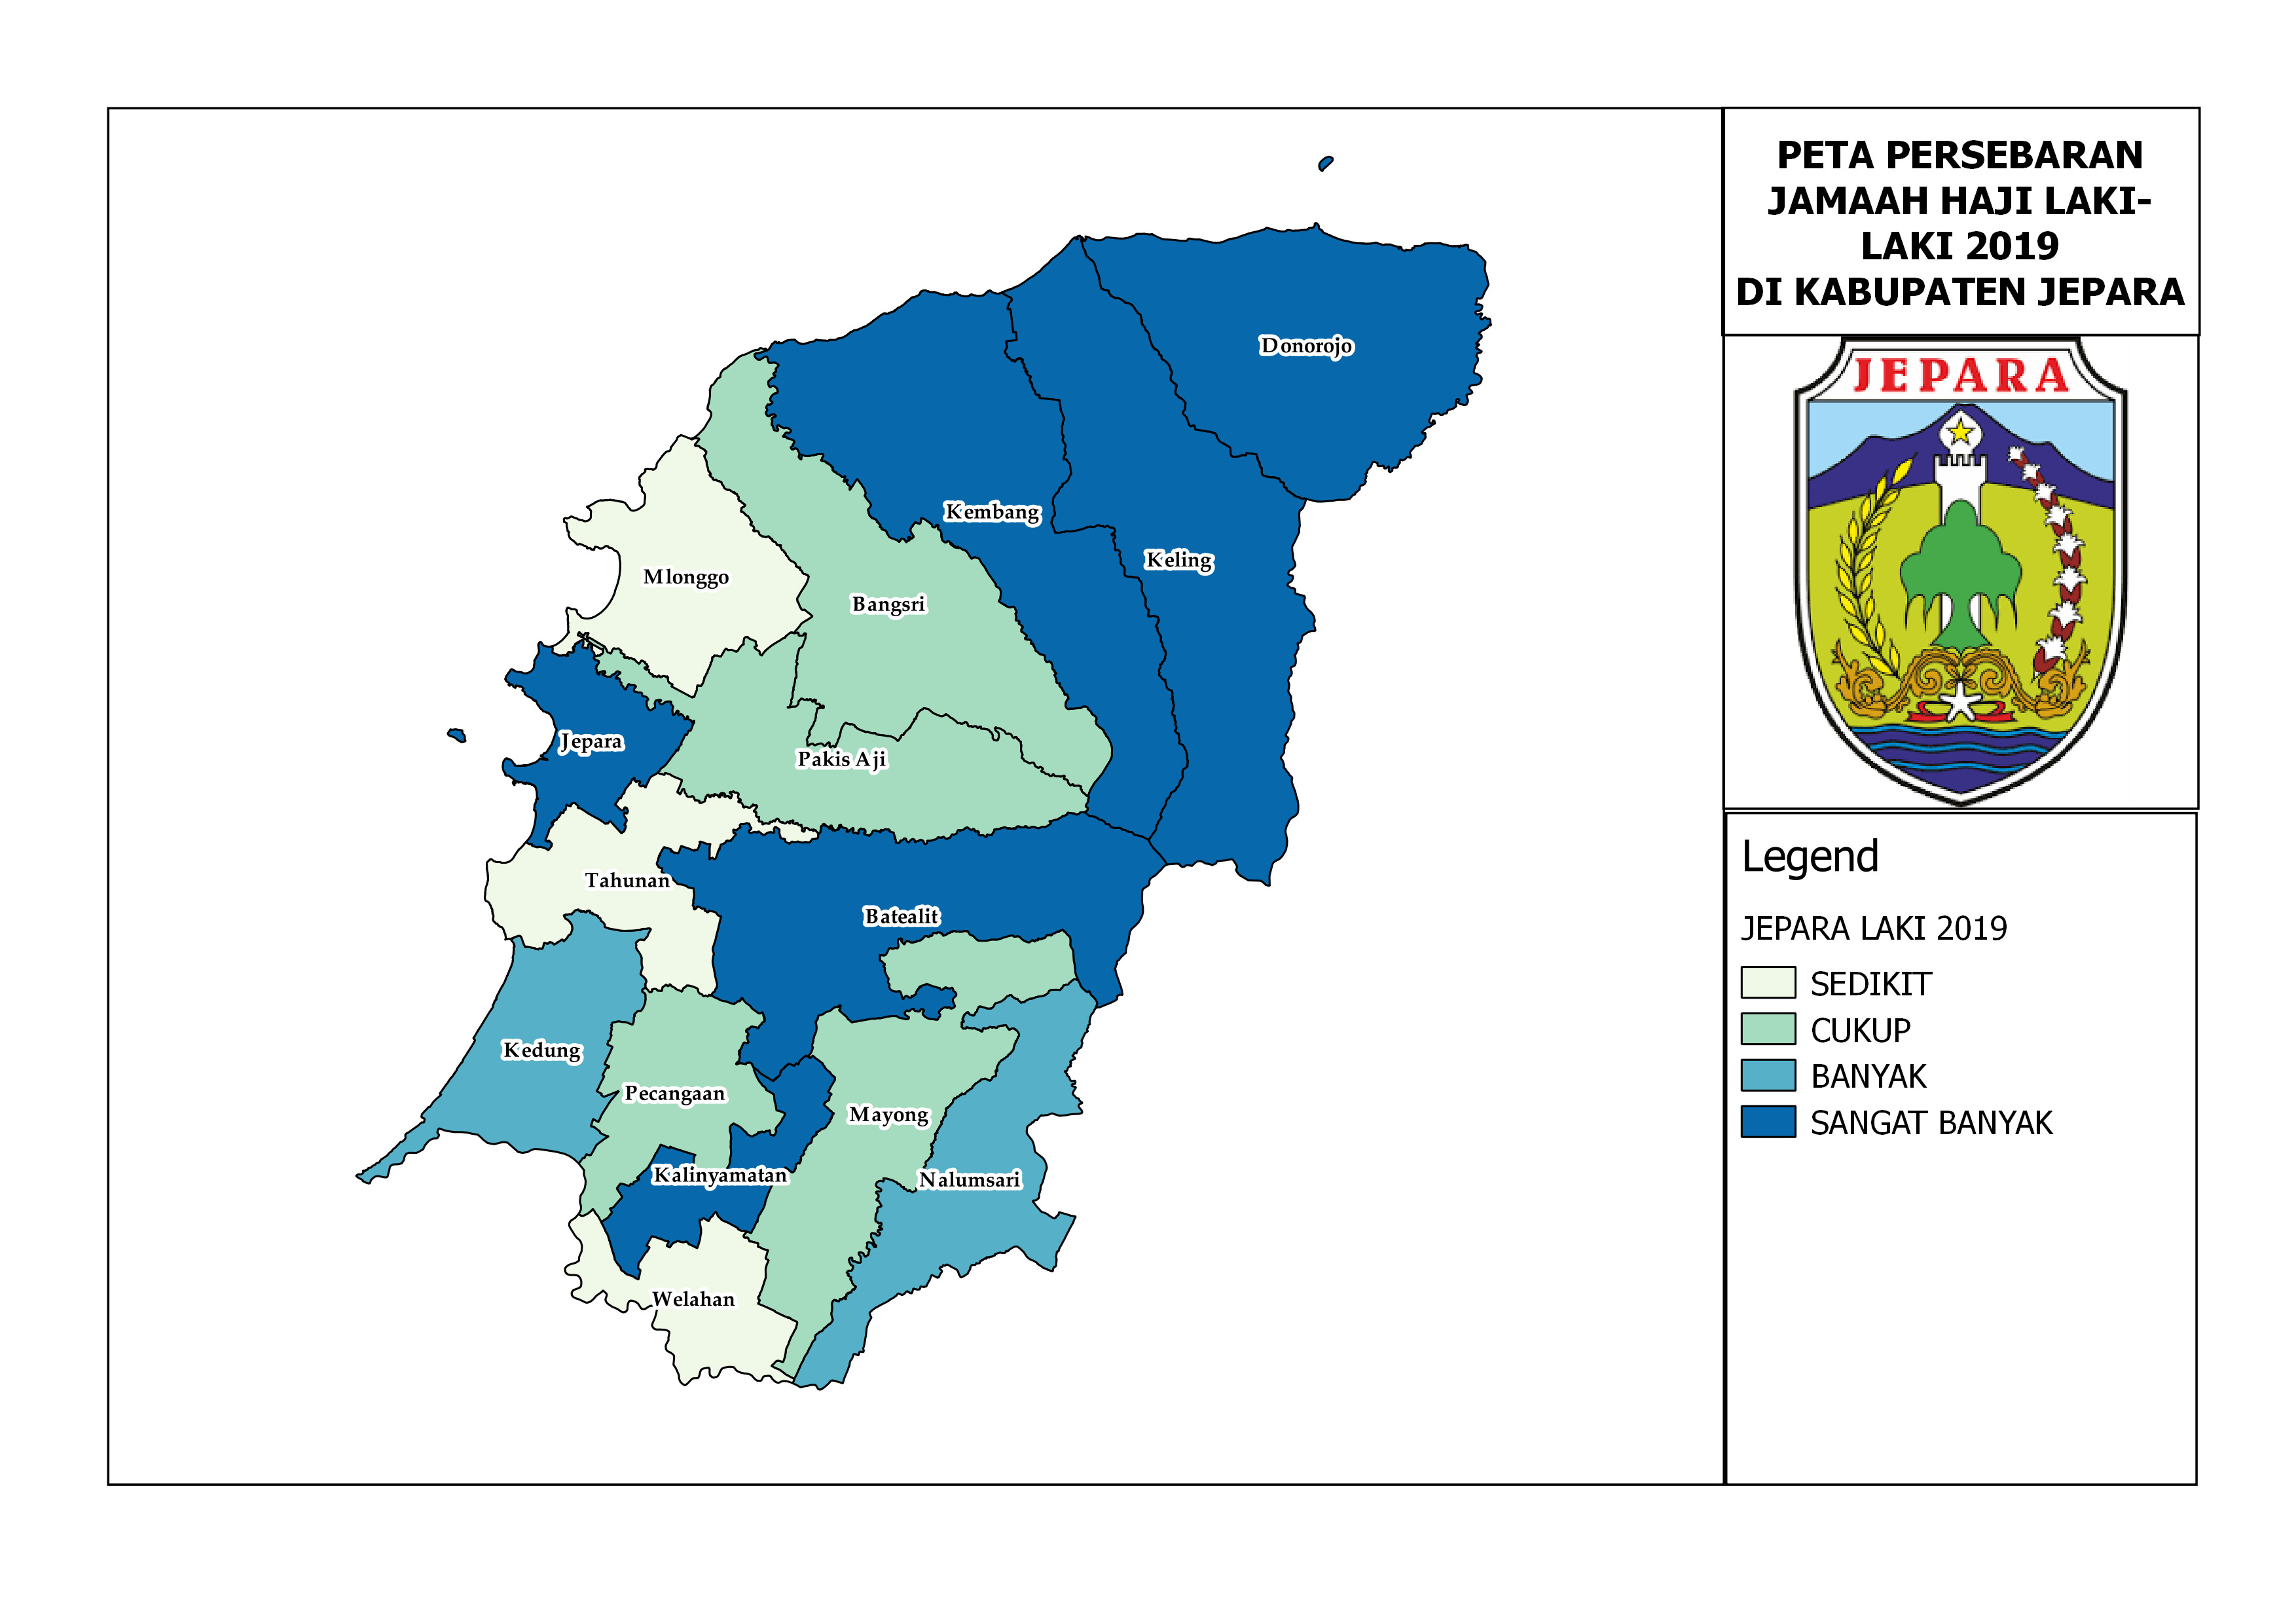 PETA PERSEBARAN
JAMAAH HAJI LAKI-
LAKI 2019
DI KABUPATEN JEPARA
JEPARA
Donorojo
Kembang
Keling
Mlonggo
Bangsri
Jepara
Pakis Aji
Tahunan
Batealit
Kedung
Pecangaan
Mayong
Kalinyamatan
Nalumsari
Welahan
Legend
JEPARA LAKI 2019
SEDIKIT
CUKUP
BANYAK
SANGAT BANYAK